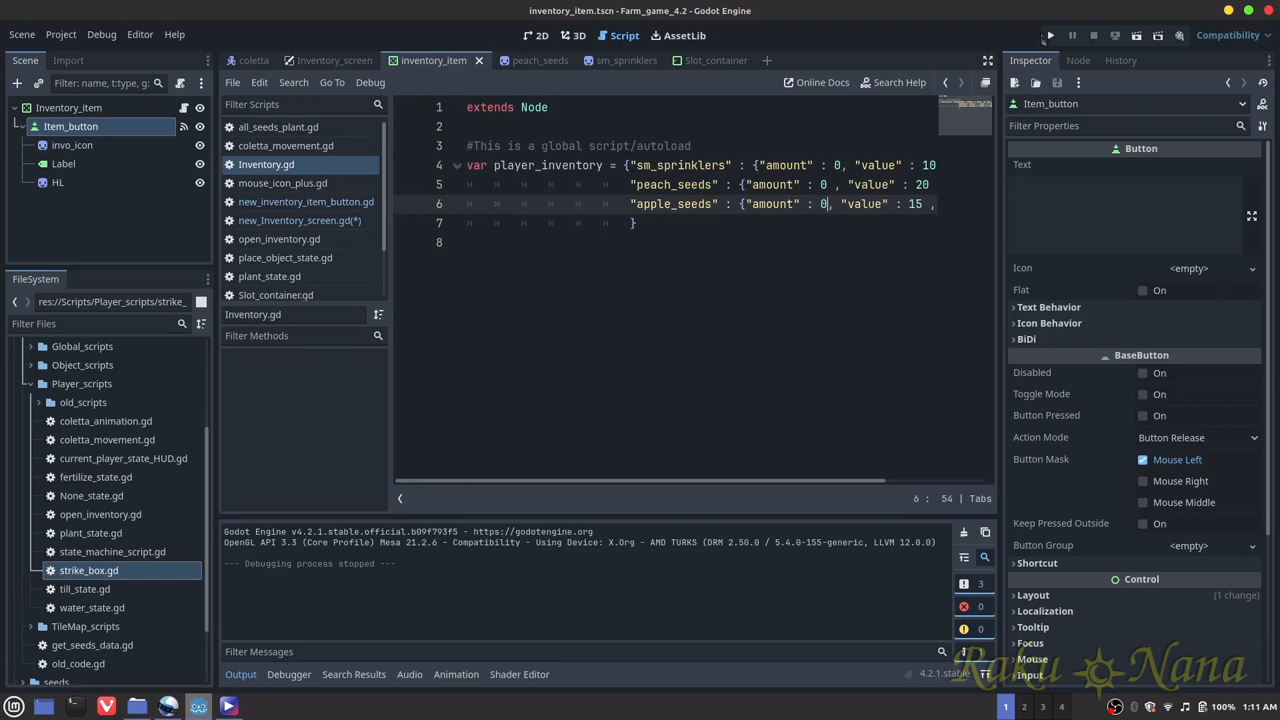 inventory_item.tscn - Farm_game_4.2 - Godot Engine
Scene Project Debug Editor Help
2D 3D Script AssetLib
Compatibility
Scene Import
Filter: name, t:type, g:
Inventory_item
Item_button
invo_icon
Label
HL
FileSystem
res://Scripts/Player_scripts/strike_
Filter Files
Global_scripts
Object_scripts
Player_scripts
old_scripts
coletta_animation.gd
coletta_movement.gd
current_player_state_HUD.gd
fertilize_state.gd
None_state.gd
open_inventory.gd
plant_state.gd
state_machine_script.gd
strike_box.gd
till_state.gd
water_state.gd
TileMap_scripts
get_seeds_data.gd
old_code.gd
seeds
coletta Inventory_screen inventory_item peach_seeds sm_sprinklers Slot_container
File Edit Search Go To Debug Online Docs Search Help
Filter Scripts
all_seeds_plant.gd
coletta_movement.gd
Inventory.gd
mouse_icon_plus.gd
new_inventory_item_button.gd
new_Inventory_screen.gd(*)
open_inventory.gd
place_object_state.gd
plant_state.gd
Slot_container.gd
Inventory.gd
Filter Methods
1 extends Node
2
3 #This is a global script/autoload
4 var player_inventory = {"sm_sprinklers" : {"amount" : 0, "value" : 10
5 "peach_seeds" : {"amount" : 0 , "value" : 20
6 "apple_seeds" : {"amount" : 0, "value" : 15 ,
7 }
8
6 : 54 | Tabs
Godot Engine v4.2.1.stable.official.b09f793f5 - https://godotengine.org
OpenGL API 3.3 (Core Profile) Mesa 21.2.6 - Compatibility - Using Device: X.Org - AMD TURKS (DRM 2.50.0 / 5.4.0-155-generic, LLVM 12.0.0)
--- Debugging process stopped ---
3
0
0
Filter Messages
Output Debugger Search Results Audio Animation Shader Editor 4.2.1.stable
Inspector Node History
Item_button
Filter Properties
Button
Text
Icon <empty>
Flat On
Text Behavior
Icon Behavior
BiDi
BaseButton
Disabled On
Toggle Mode On
Button Pressed On
Action Mode Button Release
Button Mask Mouse Left
Mouse Right
Mouse Middle
Keep Pressed Outside On
Button Group <empty>
Shortcut
Control
Layout (1 change)
Localization
Tooltip
Focus
Mouse
Input
Raku Nana
1 2 3 4
100% 1:11 AM